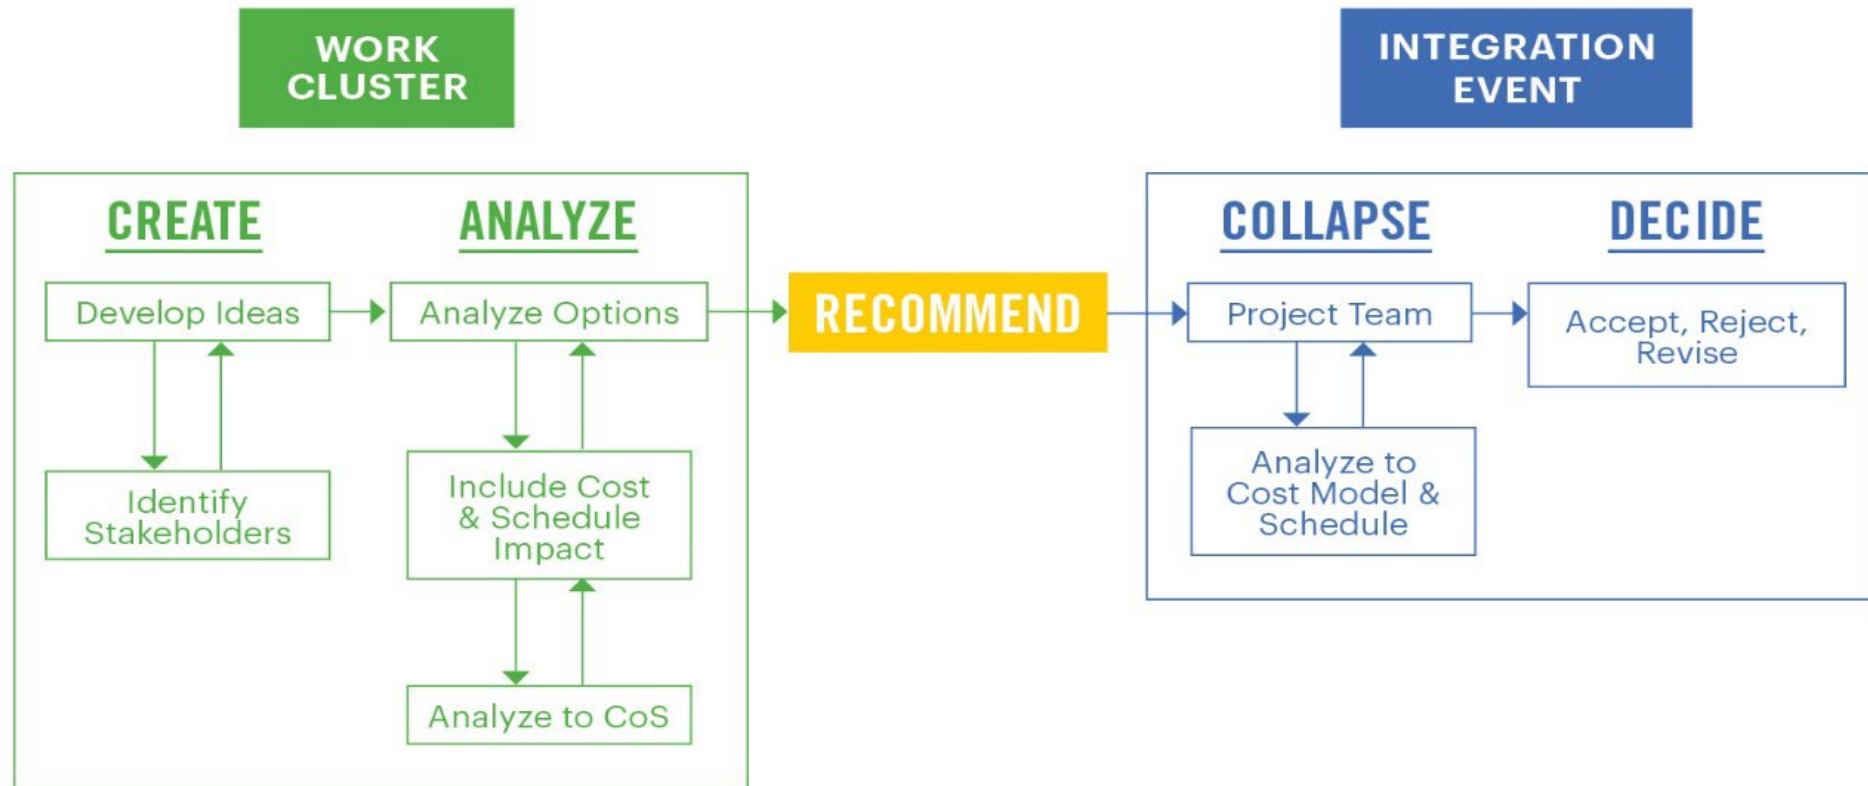 WORK
CLUSTER
INTEGRATION
EVENT
CREATE
ANALYZE
Develop Ideas
Analyze Options
Identify
Stakeholders
Include Cost
& Schedule
Impact
Analyze to CoS
RECOMMEND
COLLAPSE
DECIDE
Project Team
Accept, Reject,
Revise
Analyze to
Cost Model &
Schedule